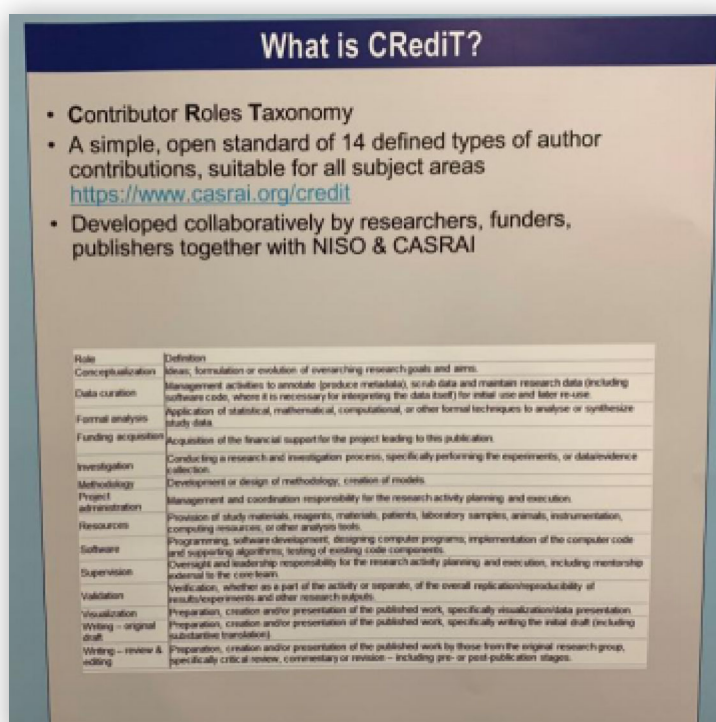 What is CRediT?
• Contributor Roles Taxonomy
• A simple, open standard of 14 defined types of author
contributions, suitable for all subject areas
https://www.casrai.org/credit
• Developed collaboratively by researchers, funders,
publishers together with NISO & CASRAI
Role Definition
Conceptualization Ideas; formulation or evolution of overarching research goals and aims.
Data curation Management activities to annotate (produce metadata), scrub data and maintain research data (including
software code, where it is necessary for interpreting the data itself) for initial use and later re-use.
Formal analysis Application of statistical, mathematical, computational, or other formal techniques to analyse or synthesize
study data.
Funding acquisition Acquisition of the financial support for the project leading to this publication.
Investigation Conducting a research and investigation process, specifically performing the experiments, or data/evidence
collection.
Methodology Development or design of methodology; creation of models.
Project
administration Management and coordination responsibility for the research activity planning and execution.
Resources Provision of study materials, reagents, materials, patients, laboratory samples, animals, instrumentation,
computing resources, or other analysis tools.
Software Programming, software development; designing computer programs; implementation of the computer code
and supporting algorithms; testing of existing code components.
Supervision Oversight and leadership responsibility for the research activity planning and execution, including mentorship
external to the core team.
Validation Verification, whether as a part of the activity or separate, of the overall replication/reproducibility of
results/experiments and other research outputs.
Visualization Preparation, creation and/or presentation of the published work, specifically visualization/data presentation.
Writing – original
draft Preparation, creation and/or presentation of the published work, specifically writing the initial draft (including
substantive translation).
Writing – review &
editing Preparation, creation and/or presentation of the published work by those from the original research group,
specifically critical review, commentary or revision – including pre- or post-publication stages.